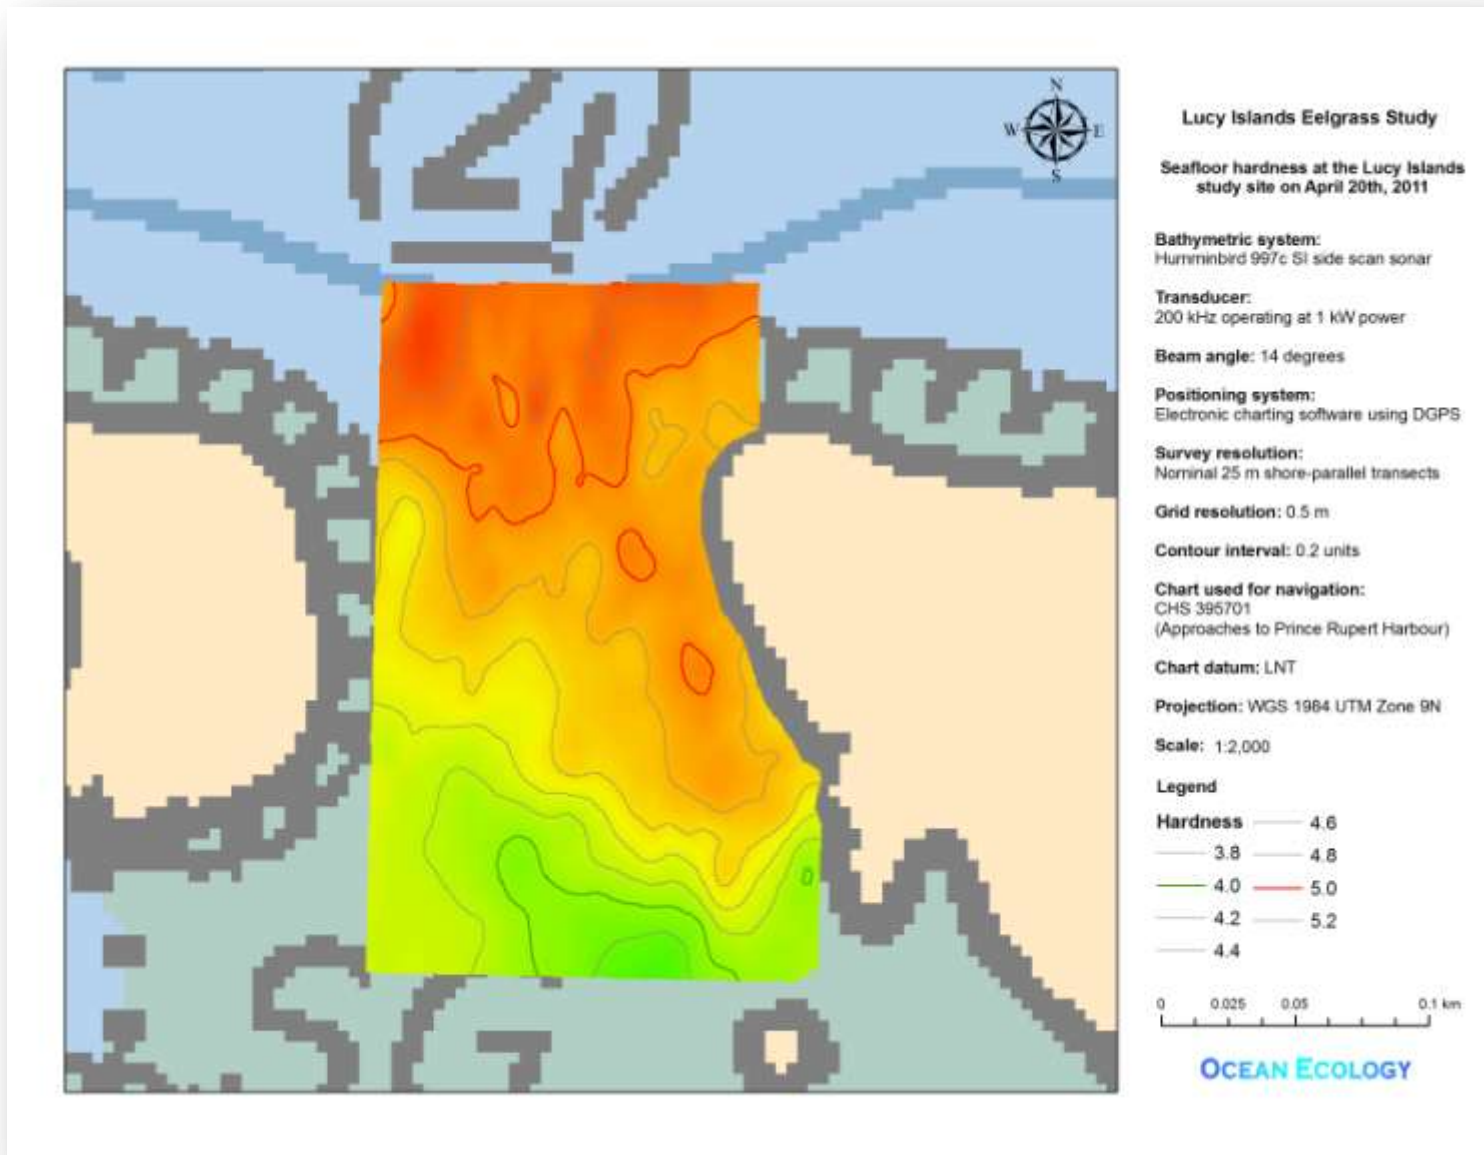 N
W E
S
Lucy Islands Eelgrass Study
Seafloor hardness at the Lucy Islands
study site on April 20th, 2011
Bathymetric system:
Humminbird 997c SI side scan sonar
Transducer:
200 kHz operating at 1 kW power
Beam angle: 14 degrees
Positioning system:
Electronic charting software using DGPS
Survey resolution:
Nominal 25 m shore-parallel transects
Grid resolution: 0.5 m
Contour interval: 0.2 units
Chart used for navigation:
CHS 395701
(Approaches to Prince Rupert Harbour)
Chart datum: LNT
Projection: WGS 1984 UTM Zone 9N
Scale: 1:2,000
Legend
Hardness 4.6
3.8 4.8
4.0 5.0
4.2 5.2
4.4
0 0.025 0.05 0.1 km
OCEAN ECOLOGY